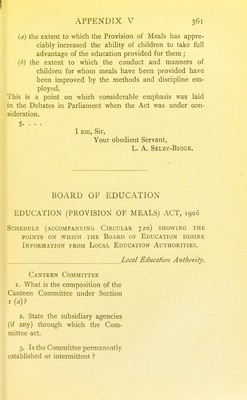 APPENDIX V 361
(a) the extent to which the Provision of Meals has appre-
ciably increased the ability of children to take full
advantage of the education provided for them ;
(b) the extent to which the conduct and manners of
children for whom meals have been provided have
been improved by the methods and discipline em-
ployed.
This is a point on which considerable emphasis was laid
in the Debates in Parliament when the Act was under con-
sideration.
5. . . .
I am, Sir,
Your obedient Servant,
L. A. SELBY-BIGGE.
BOARD OF EDUCATION
EDUCATION (PROVISION OF MEALS) ACT, 1906
SCHEDULE (ACCOMPANYING CIRCULAR 720) SHOWING THE
POINTS ON WHICH THE BOARD OF EDUCATION DESIRE
INFORMATION FROM LOCAL EDUCATION AUTHORITIES.
Local Education Authority.
CANTEEN COMMITTEE
1. What is the composition of the
Canteen Committee under Section
1 (a)?
2. State the subsidiary agencies
(if any) through which the Com-
mittee act.
3. Is the Committee permanently
established or intermittent ?